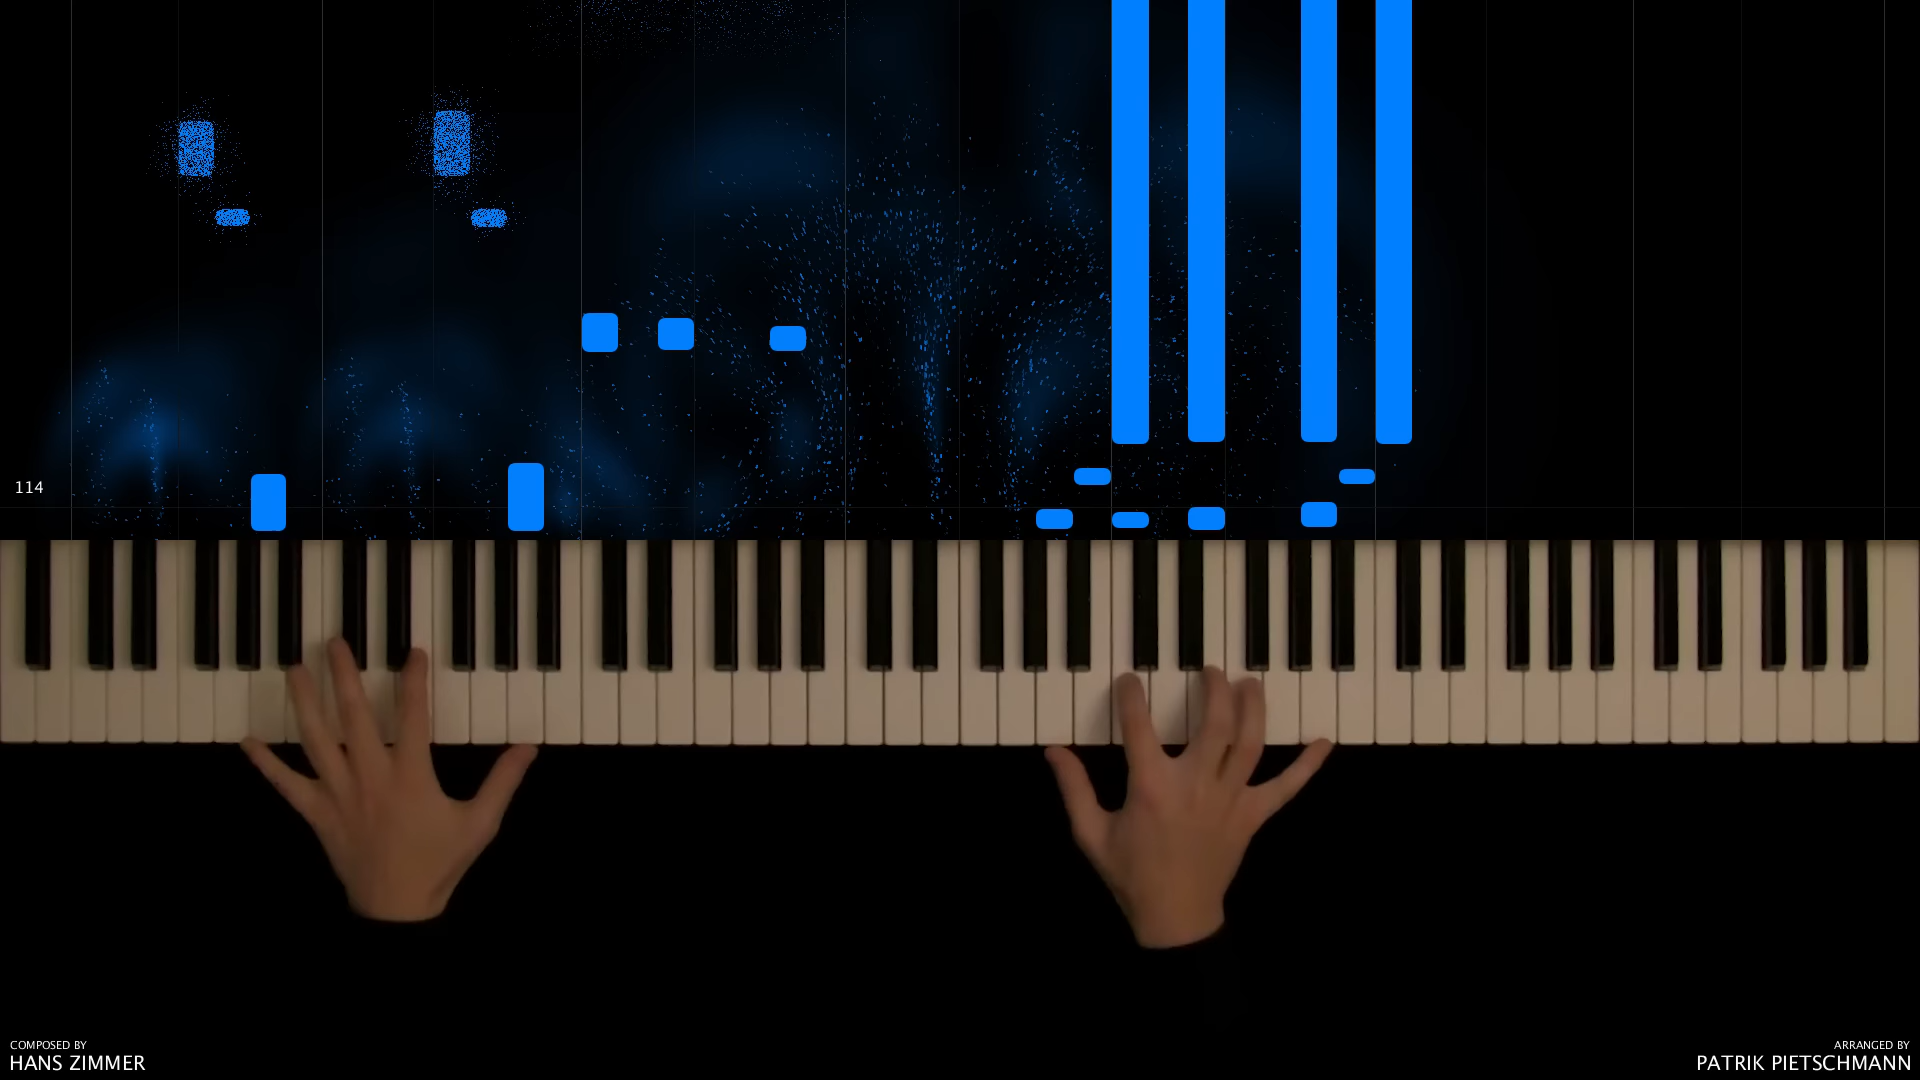 114
COMPOSED BY
HANS ZIMMER
ARRANGED BY
PATRIK PIETSCHMANN